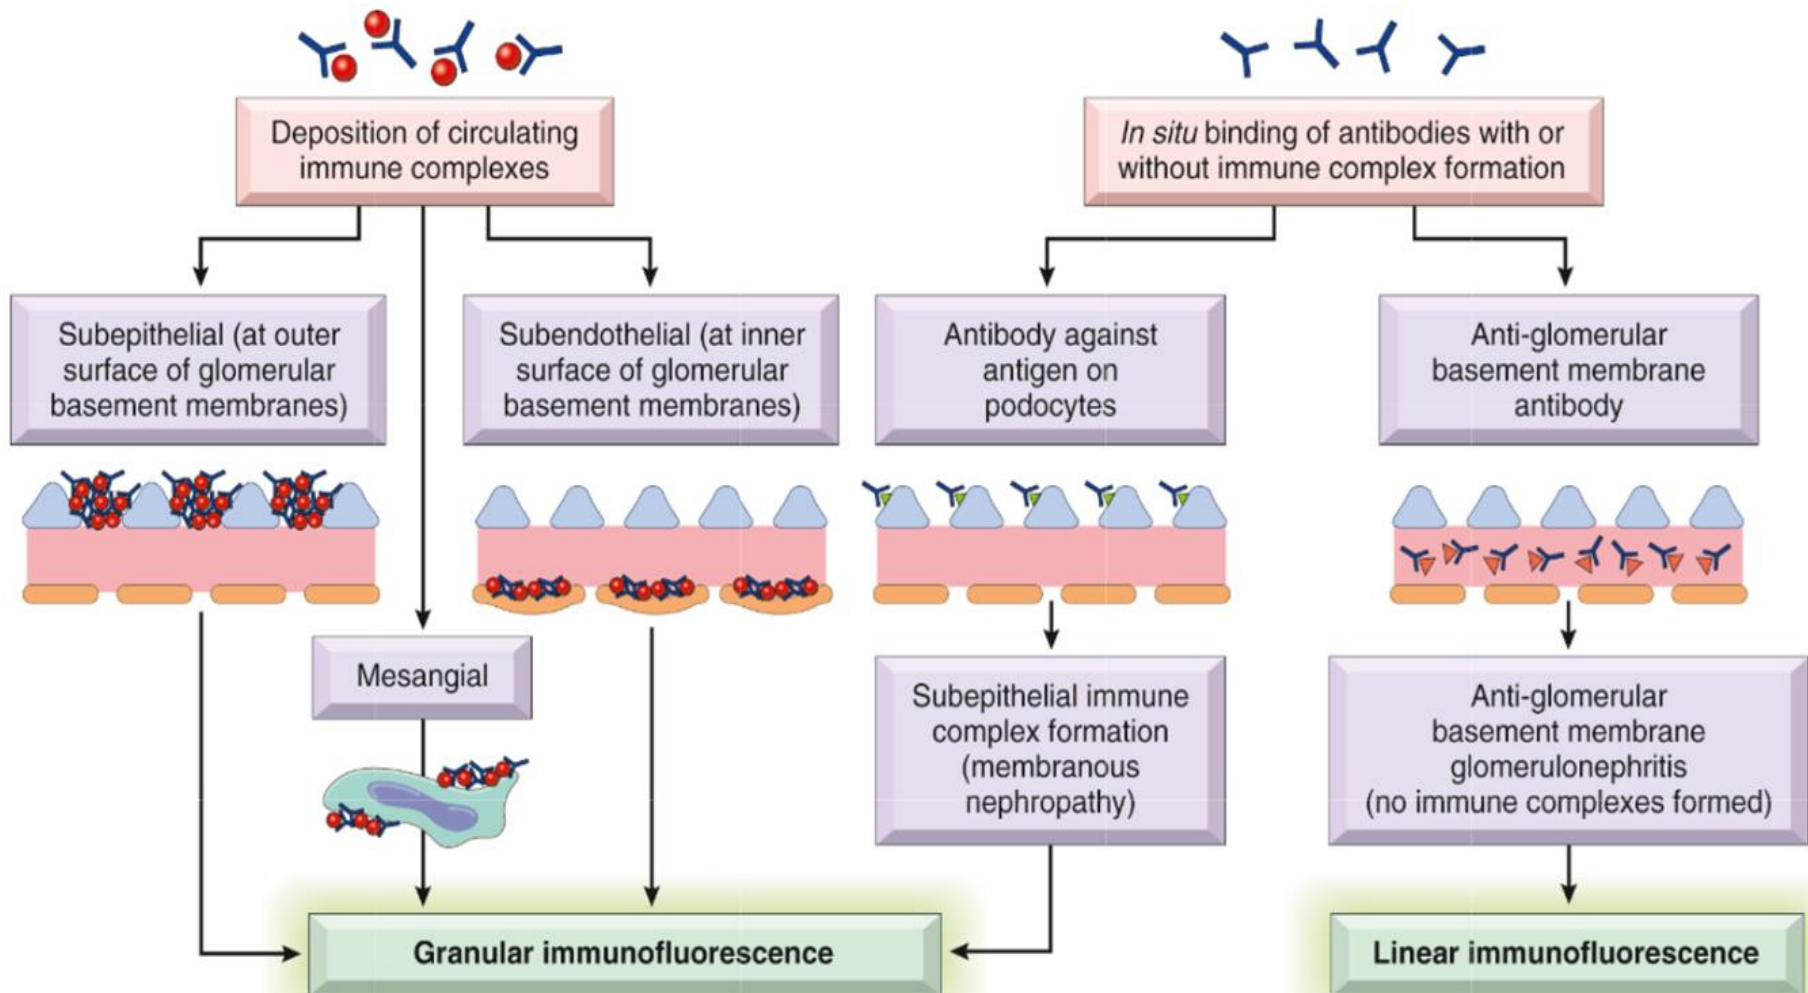 Deposition of circulating
immune complexes
In situ binding of antibodies with or
without immune complex formation
Subepithelial (at outer
surface of glomerular
basement membranes)
Subendothelial (at inner
surface of glomerular
basement membranes)
Antibody against
antigen on
podocytes
Anti-glomerular
basement membrane
antibody
Mesangial
Subepithelial immune
complex formation
(membranous
nephropathy)
Anti-glomerular
basement membrane
glomerulonephritis
(no immune complexes formed)
Granular immunofluorescence
Linear immunofluorescence